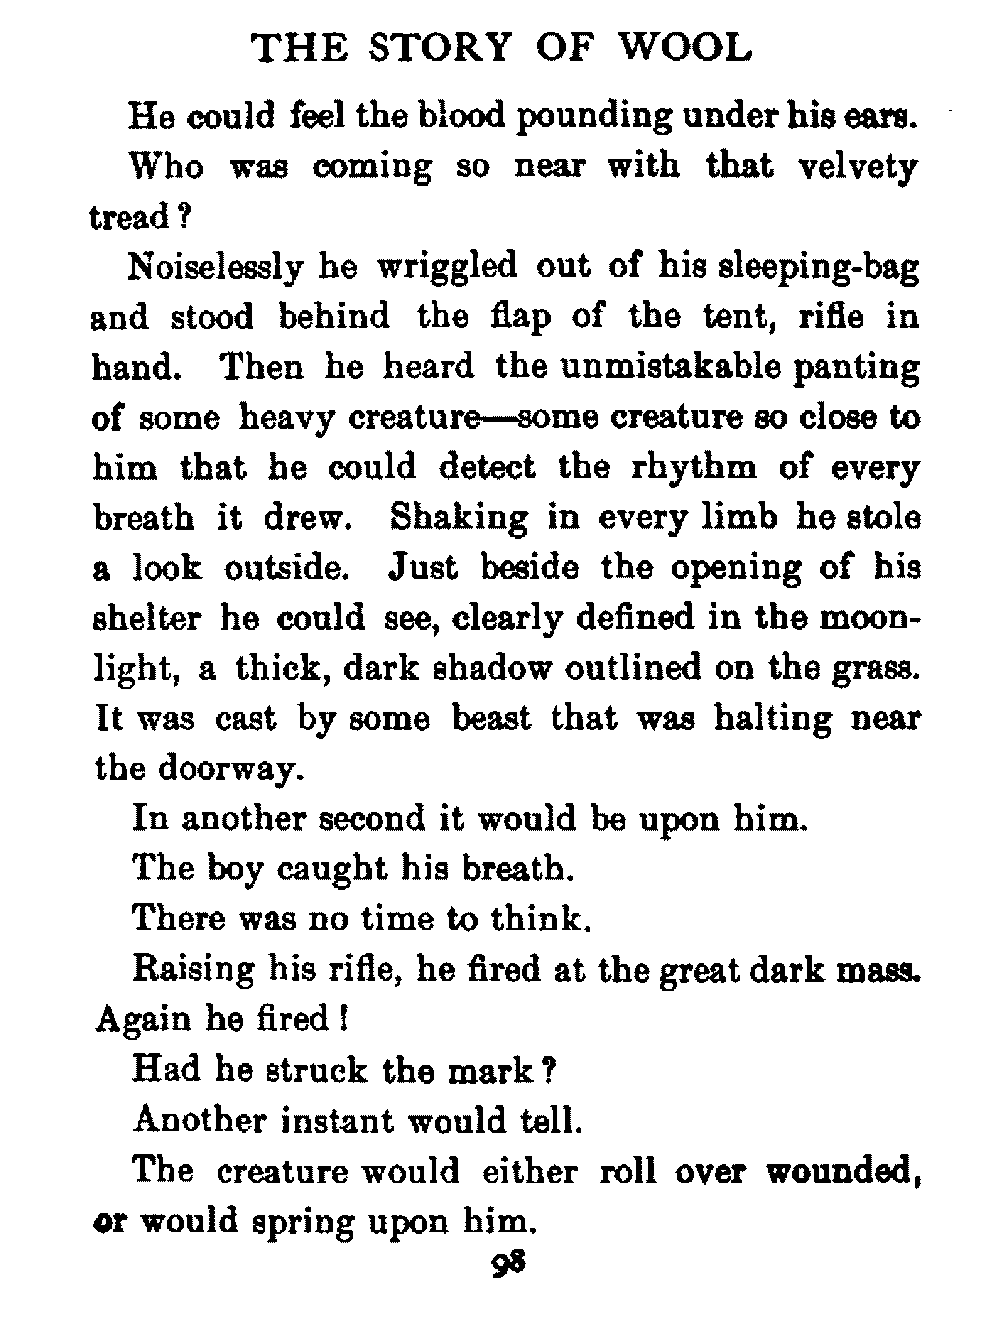 THE STORY OF WOOL
He could feel the blood pounding under his ears.
Who was coming so near with that velvety
tread?
Noiselessly he wriggled out of his sleeping-bag
and stood behind the flap of the tent, rifle in
hand. Then he heard the unmistakable panting
of some heavy creature—some creature so close to
him that he could detect the rhythm of every
breath it drew. Shaking in every limb he stole
a look outside. Just beside the opening of his
shelter he could see, clearly defined in the moon-
light, a thick, dark shadow outlined on the grass.
It was cast by some beast that was halting near
the doorway.
In another second it would be upon him.
The boy caught his breath.
There was no time to think.
Raising his rifle, he fired at the great dark mass.
Again he fired!
Had he struck the mark?
Another instant would tell.
The creature would either roll over wounded,
or would spring upon him.
98